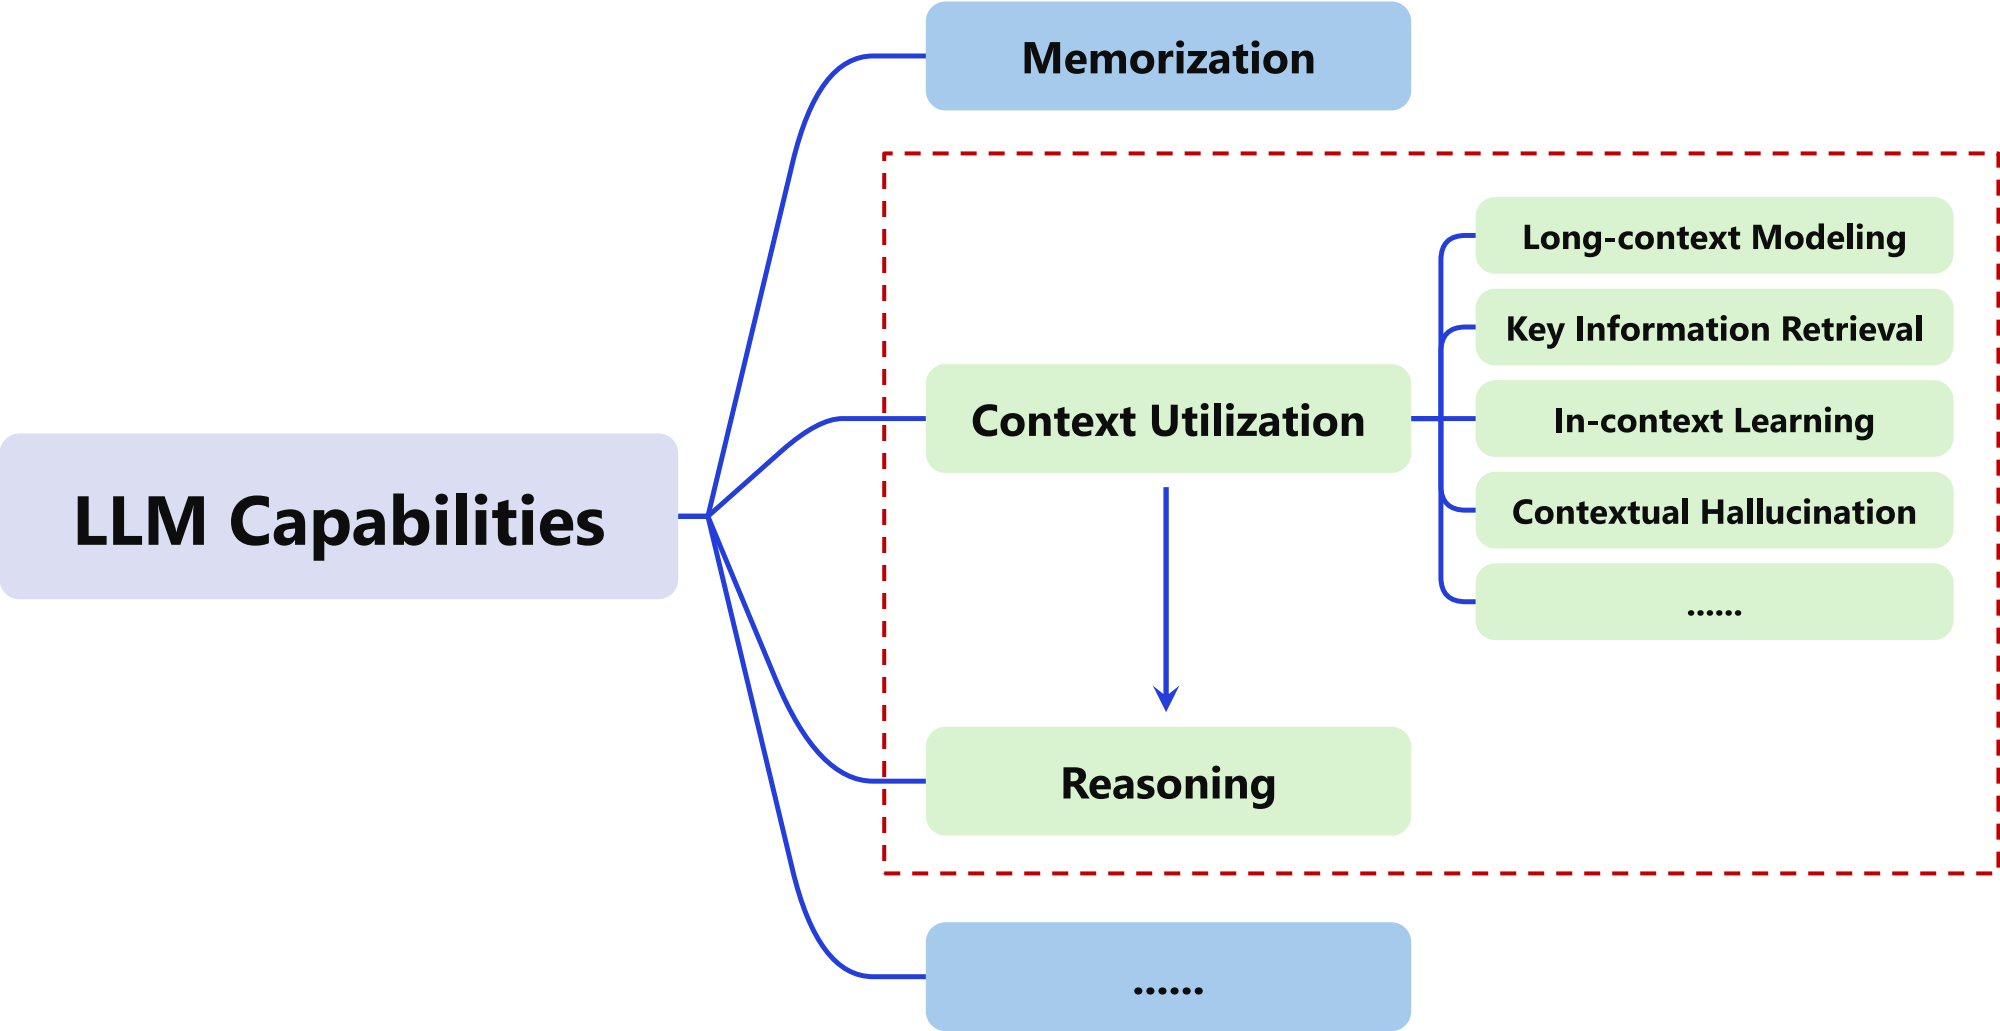 Memorization
Long-context Modeling
Key Information Retrieval
Context Utilization
In-context Learning
LLM Capabilities
Contextual Hallucination
......
Reasoning
......